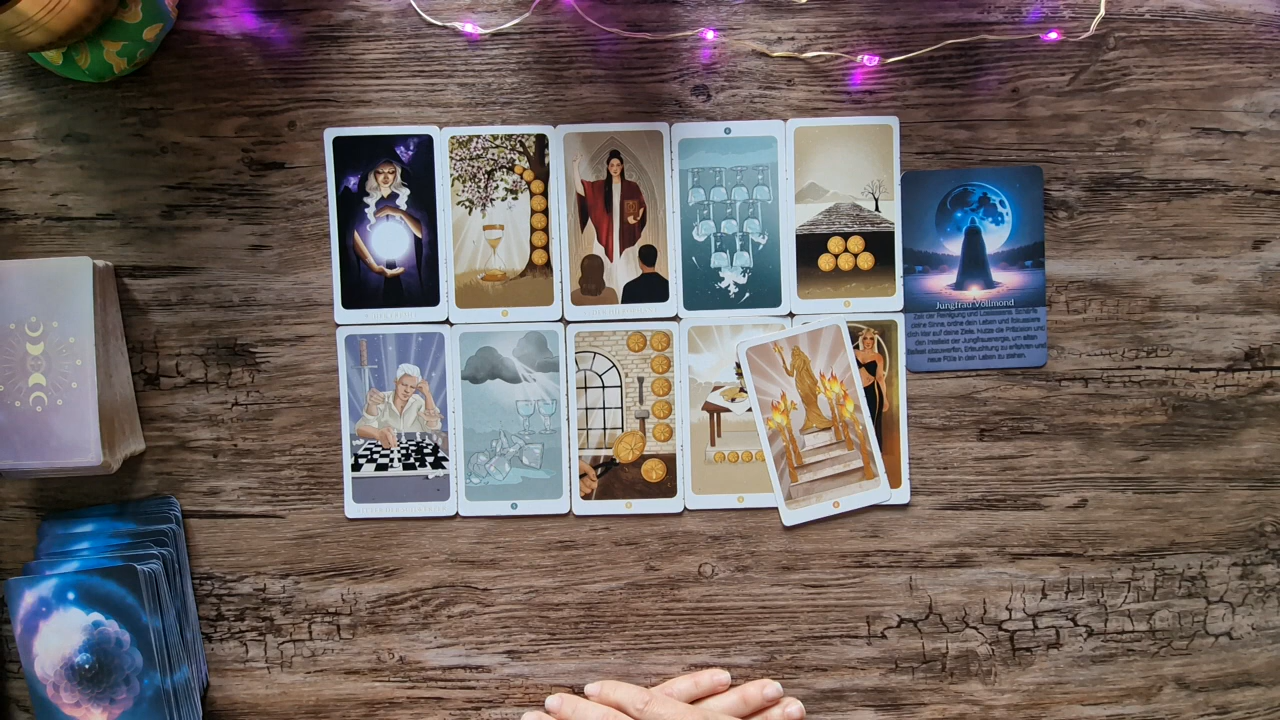 Jungfrau Vollmond
Zeit der Reinigung und Loslassens. Schärfe
deine Sinne, ordne dein Leben und fokussiere
dich klar auf deine Ziele. Nutze die Präzision und
den Intellekt der Jungfrauenergie, um alten
Ballast abzuwerfen, Erleuchtung zu erfahren und
neue Fülle in dein Leben zu ziehen.